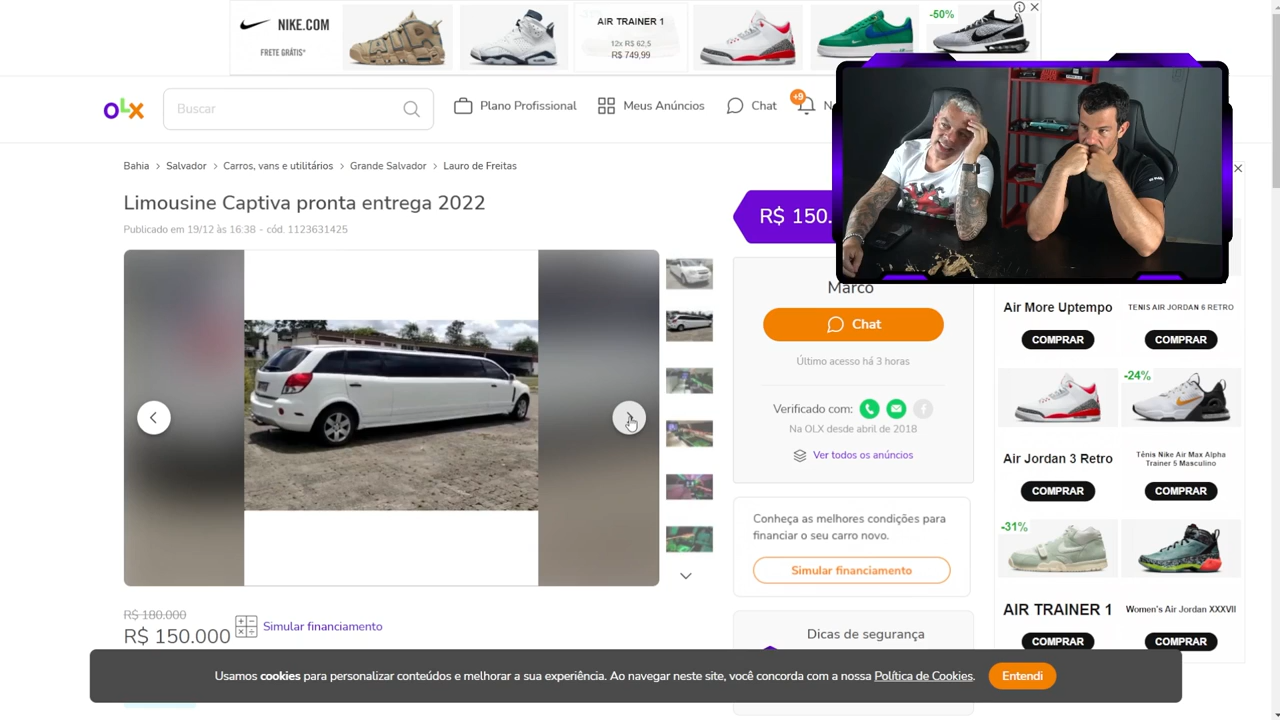 NIKE.COM
FRETE GRÁTIS*
AIR TRAINER 1
12x R$ 62,5
R$ 749,99
-50%
OLX
Buscar
Plano Profissional
Meus Anúncios
Chat
+9
N
Bahia > Salvador > Carros, vans e utilitários > Grande Salvador > Lauro de Freitas
Limousine Captiva pronta entrega 2022
Publicado em 19/12 às 16:38 - cód. 1123631425
R$ 150.
Marco
Chat
Último acesso há 3 horas
Verificado com:
Na OLX desde abril de 2018
Ver todos os anúncios
Conheça as melhores condições para
financiar o seu carro novo.
Simular financiamento
Dicas de segurança
R$ 180.000
R$ 150.000
Simular financiamento
Air More Uptempo
COMPRAR
TENIS AIR JORDAN 6 RETRO
COMPRAR
Air Jordan 3 Retro
COMPRAR
-24%
Tênis Nike Air Max Alpha
Trainer 5 Masculino
COMPRAR
-31%
AIR TRAINER 1
COMPRAR
Women's Air Jordan XXXVII
COMPRAR
Usamos cookies para personalizar conteúdos e melhorar a sua experiência. Ao navegar neste site, você concorda com a nossa Política de Cookies.
Entendi